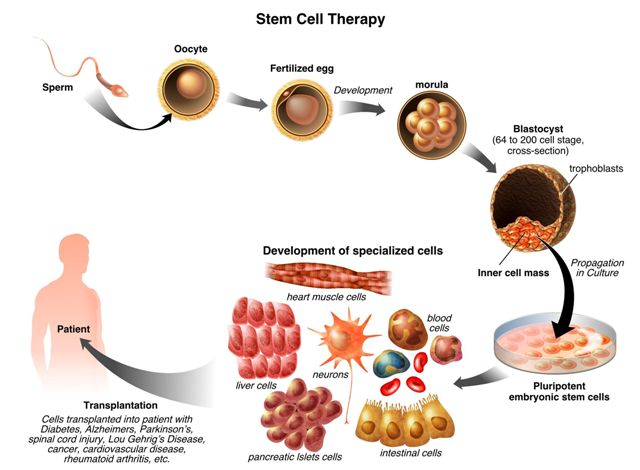 Stem Cell Therapy
Sperm
Oocyte
Fertilized egg
Development
morula
Blastocyst
(64 to 200 cell stage,
cross-section)
trophoblasts
Inner cell mass
Propagation
in Culture
Pluripotent
embryonic stem cells
Development of specialized cells
heart muscle cells
blood
cells
neurons
liver cells
pancreatic Islets cells
intestinal cells
Patient
Transplantation
Cells transplanted into patient with
Diabetes, Alzheimers, Parkinson's,
spinal cord injury, Lou Gehrig's Disease,
cancer, cardiovascular disease,
rheumatoid arthritis, etc.